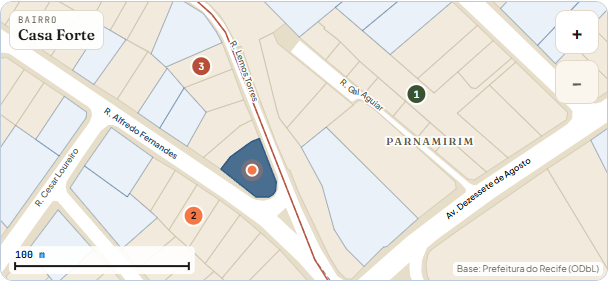 BAIRRO
Casa Forte
+
−
R. Lemos Torres
3
R. Gal. Aguiar
1
R. Alfredo Fernandes
PARNAMIRIM
R. Cesar Loureiro
Av. Dezessete de Agosto
2
100 m
Base: Prefeitura do Recife (ODbL)